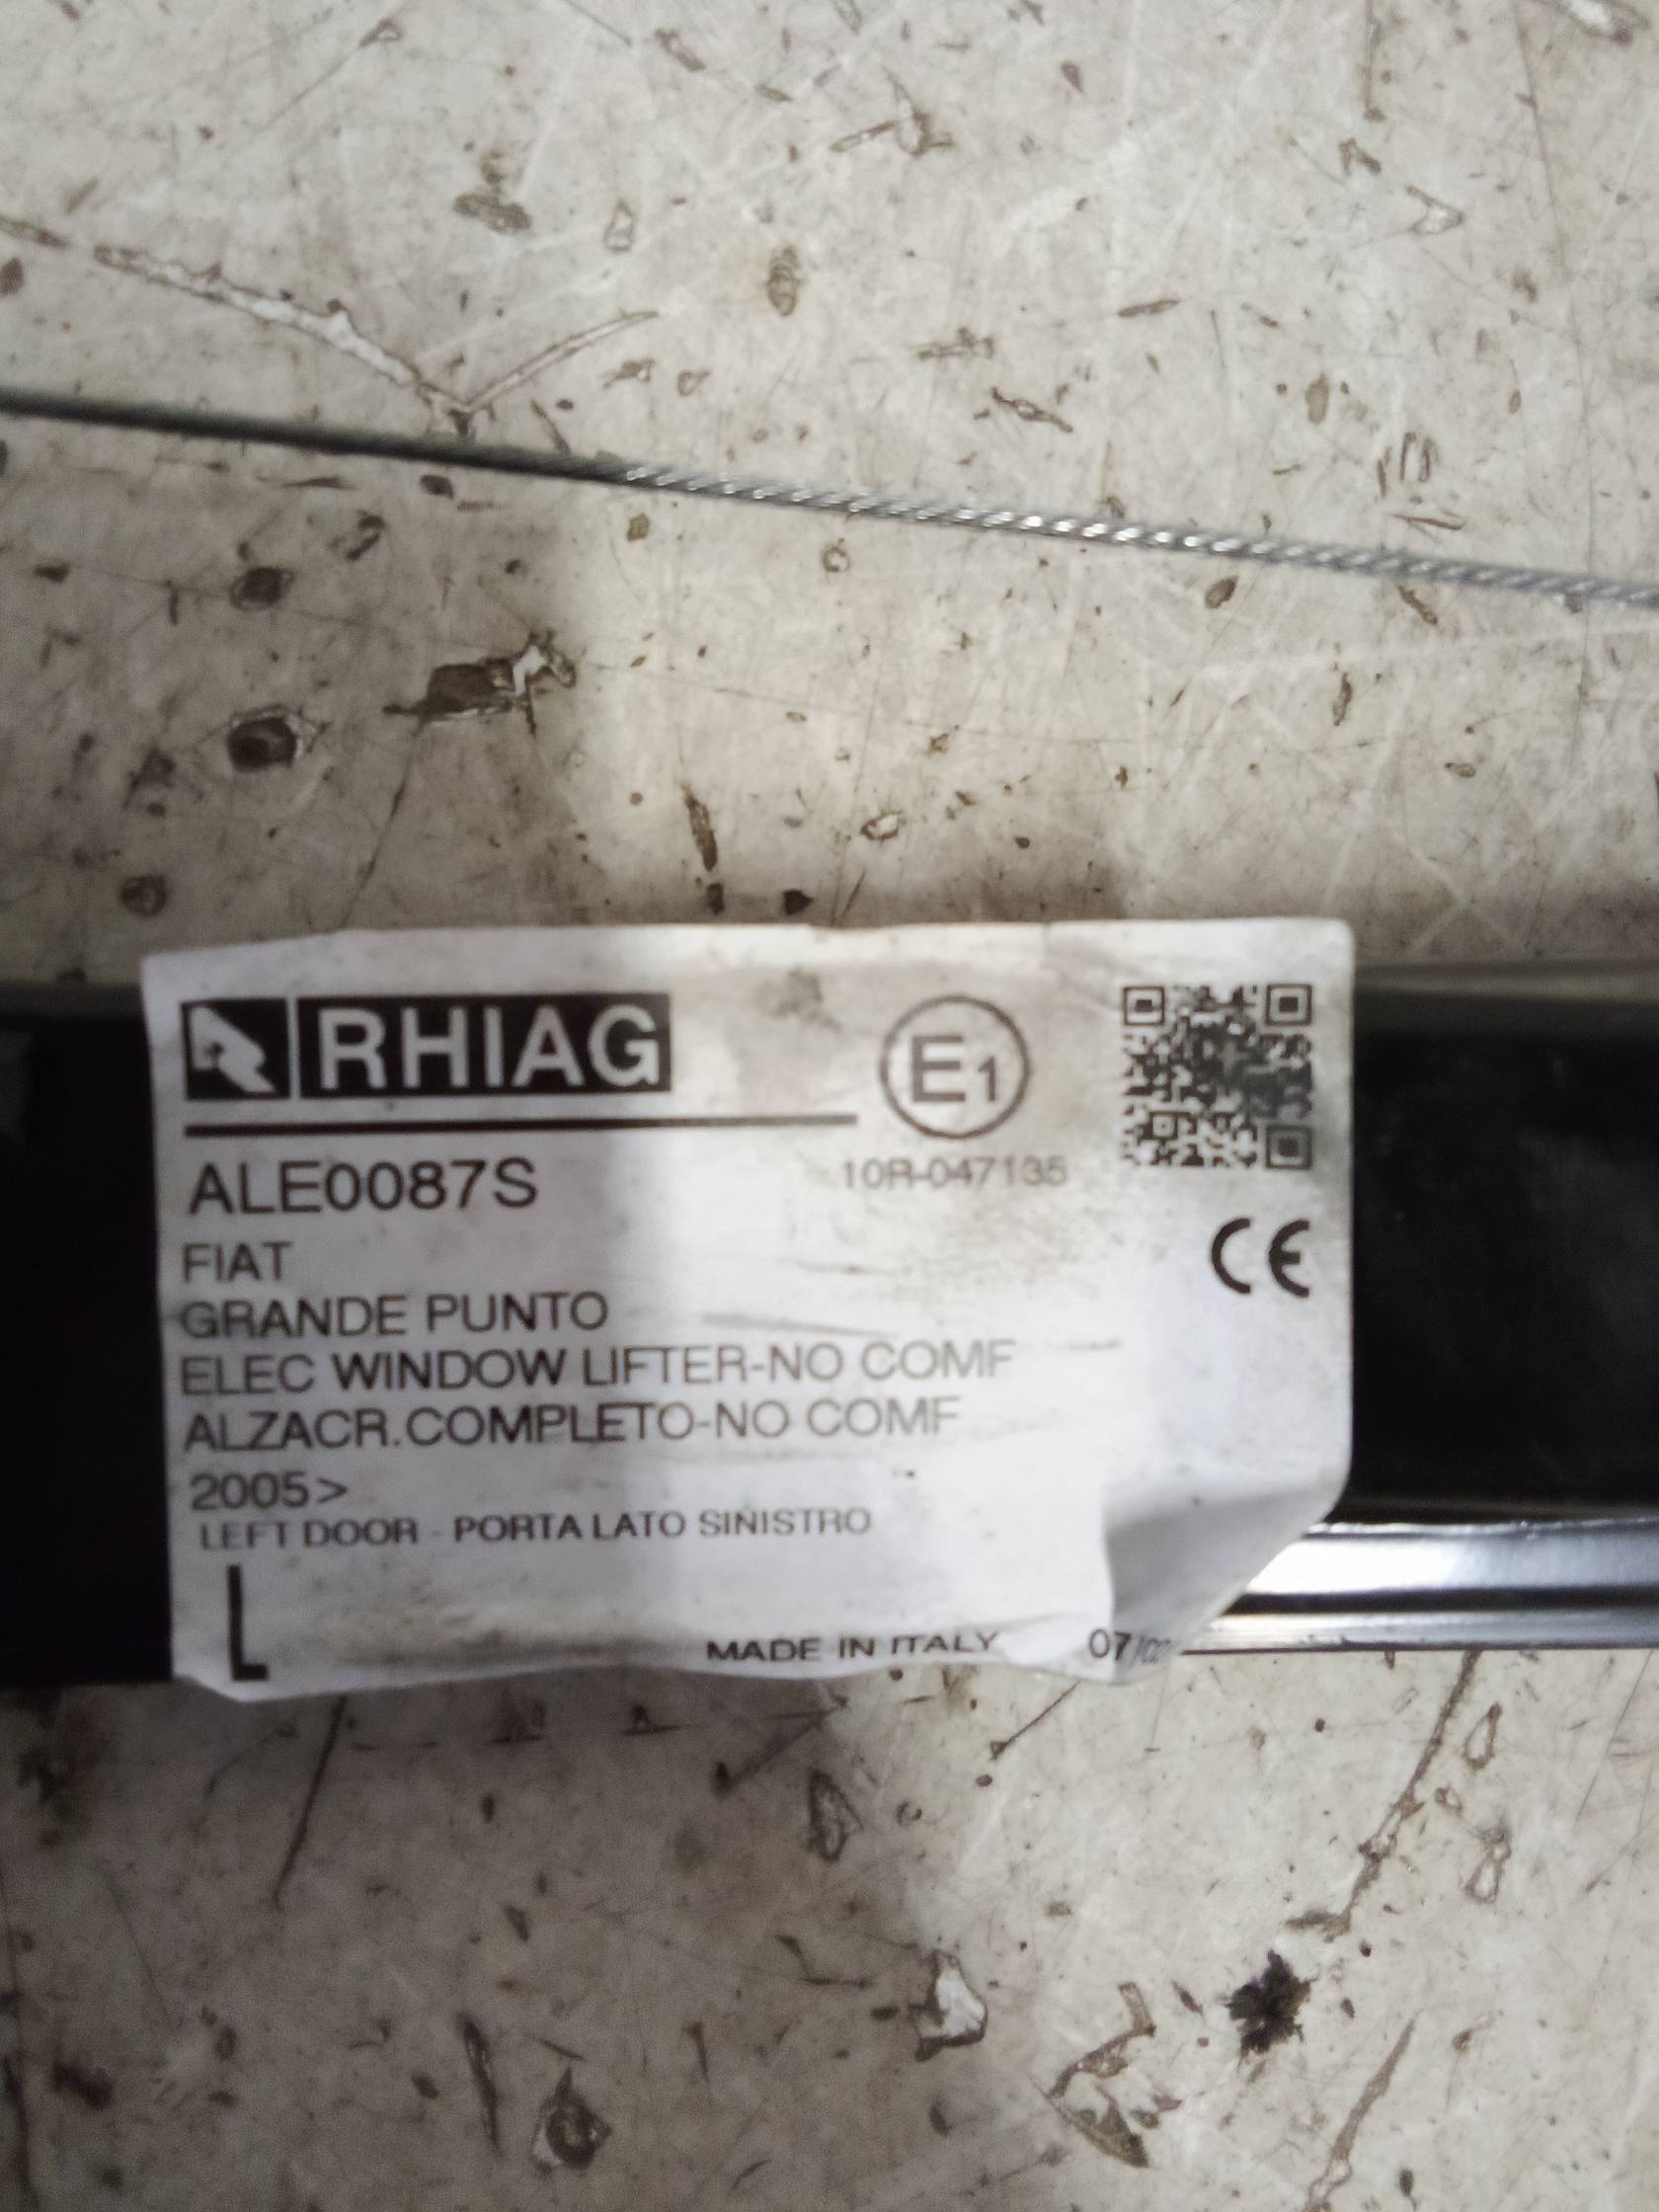 RHIAG
E1
ALE0087S
10R-047135
CE
FIAT
GRANDE PUNTO
ELEC WINDOW LIFTER-NO COMF
ALZACR.COMPLETO-NO COMF
2005>
LEFT DOOR - PORTA LATO SINISTRO
L
MADE IN ITALY